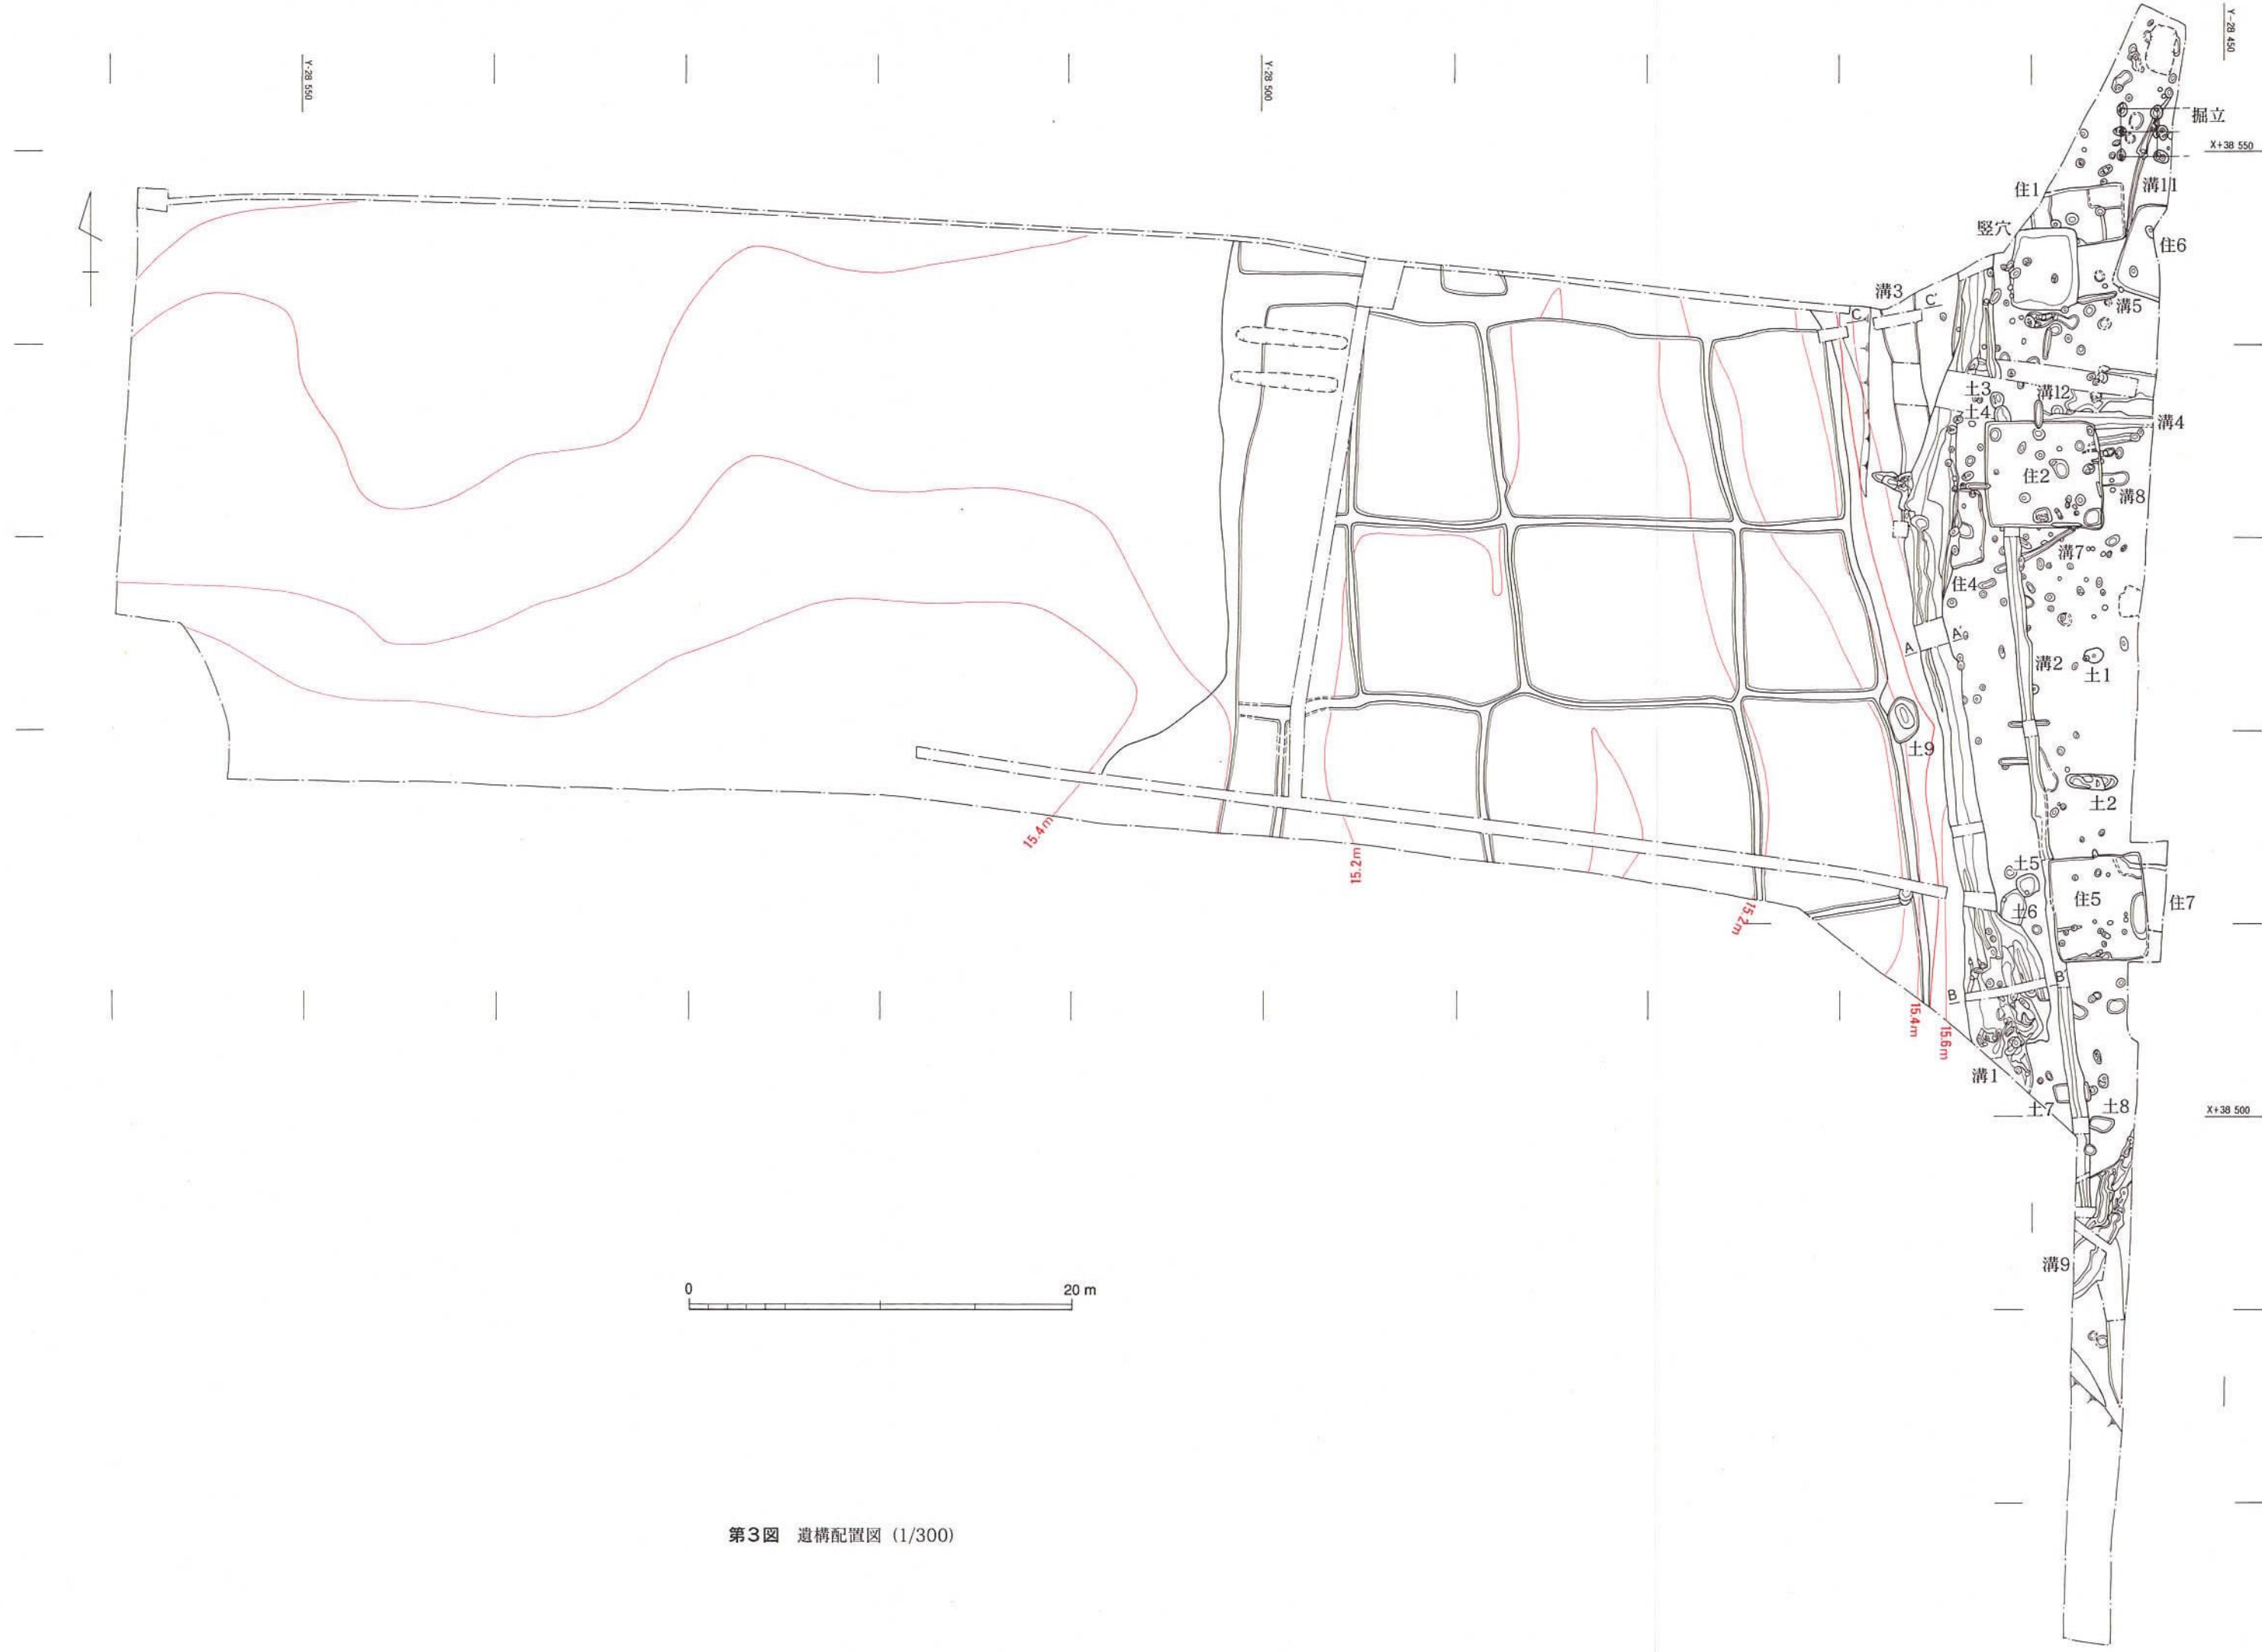 Y-28 550
Y-28 500
Y-28 450
掘立
X+38 550
住1
溝11
竪穴
住6
溝3
C
C'
溝5
土3
溝12
土4
溝4
住2
溝8
溝7
住4
A
A'
溝2
土1
土9
土2
15.4m
15.2m
土5
住5
住7
土6
15.2m
B
B'
15.4m
15.6m
溝1
土7
土8
X+38 500
溝9
0
20 m
第3図 遺構配置図 (1/300)